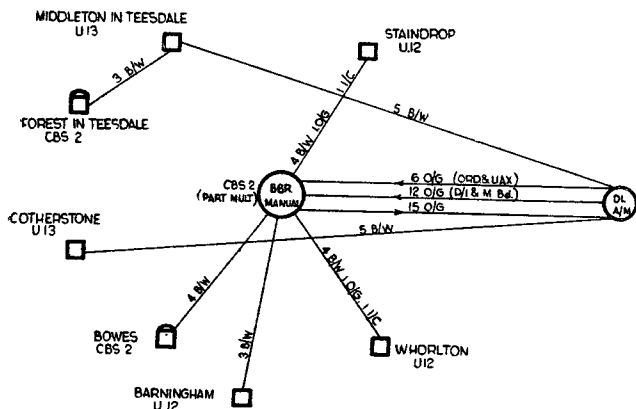 MIDDLETON IN TEESDALE
U 13
STAINDROP
U.12
3 B/W
1 I/C
4 B/W 1 O/G
5 B/W
FOREST IN TEESDALE
CBS 2
CBS 2
(PART MULT)
BBR
MANUAL
6 O/G (ORD & UAX)
12 O/G (D/I & M Bd.)
15 O/G
DL
A/M
COTHERSTONE
U 13
5 B/W
4 B/W
3 B/W
4 B/W 1 O/G, 1 I/C
BOWES
CBS 2
WHORLTON
U12
BARNINGHAM
U.12